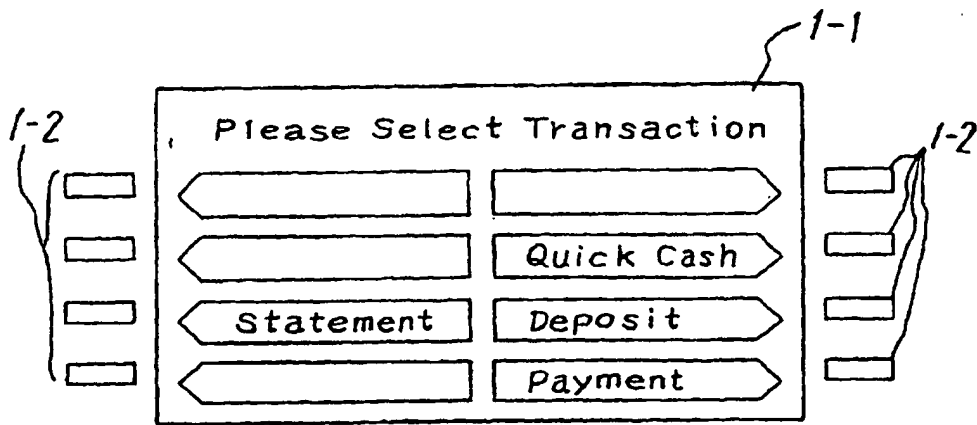 1-1
1-2
Please Select Transaction
1-2
Quick Cash
Statement Deposit
Payment